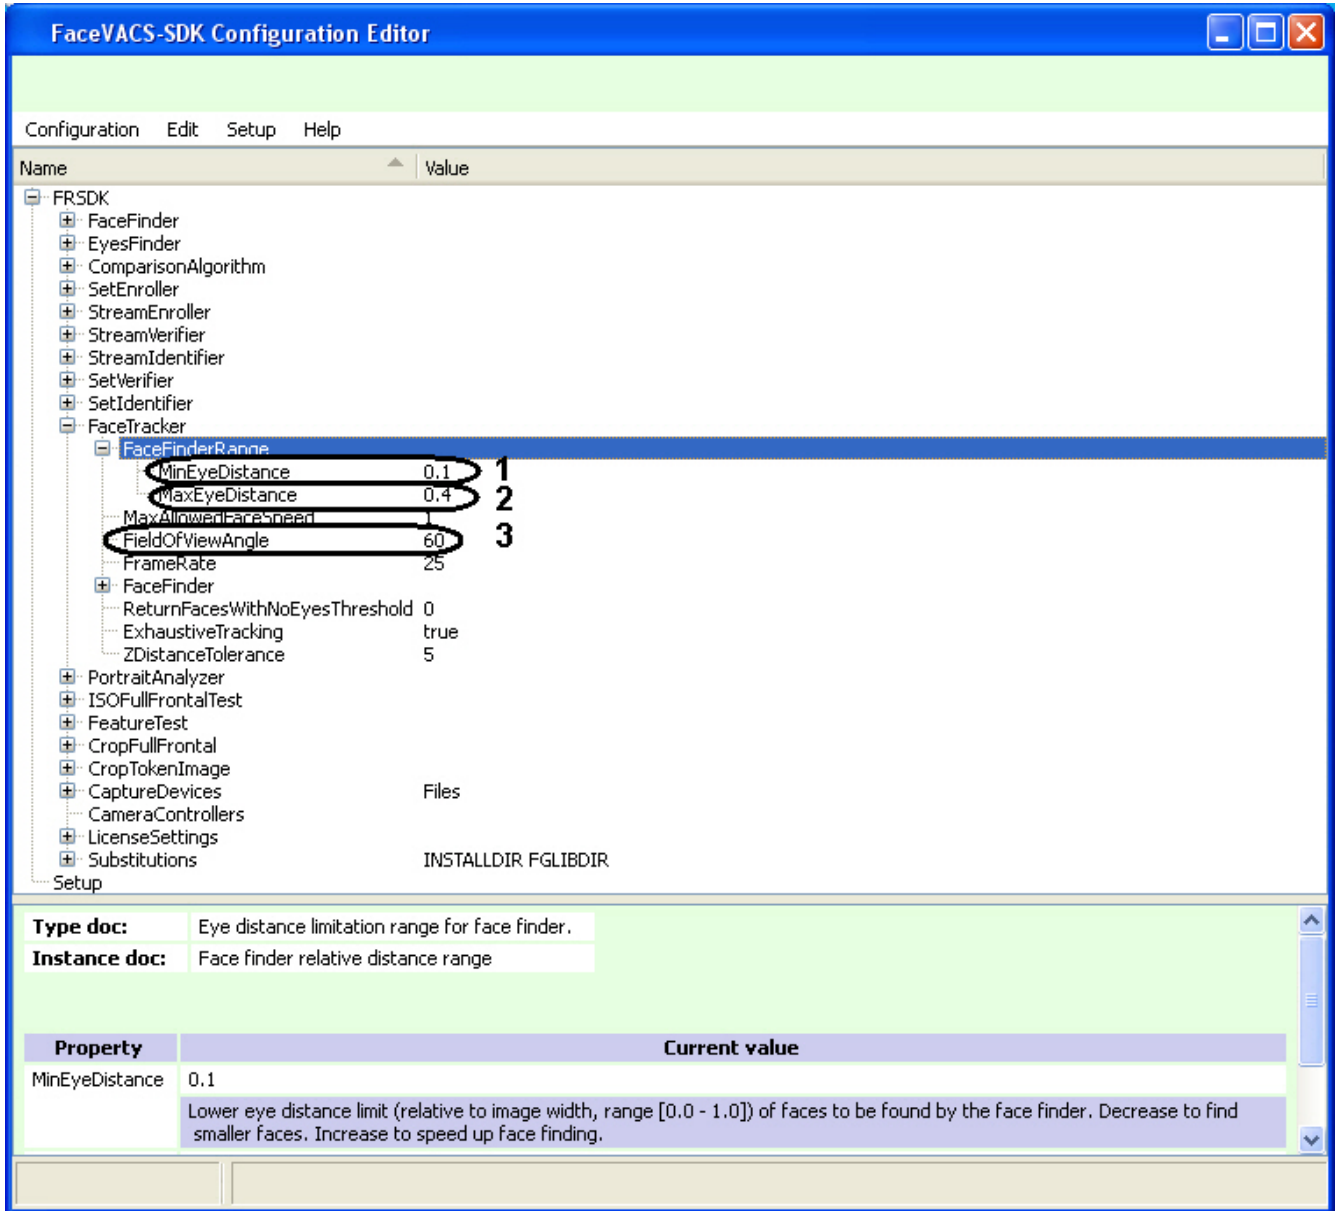 FaceVACS-SDK Configuration Editor
Configuration Edit Setup Help
Name Value
FRSDK
FaceFinder
EyesFinder
ComparisonAlgorithm
SetEnroller
StreamEnroller
StreamVerifier
StreamIdentifier
SetVerifier
SetIdentifier
FaceTracker
FaceFinderRange
MinEyeDistance 0.1 1
MaxEyeDistance 0.4 2
MaxAllowedFaceSpeed 1
FieldOfViewAngle 60 3
FrameRate 25
FaceFinder
ReturnFacesWithNoEyesThreshold 0
ExhaustiveTracking true
ZDistanceTolerance 5
PortraitAnalyzer
ISOFullFrontalTest
FeatureTest
CropFullFrontal
CropTokenImage
CaptureDevices Files
CameraControllers
LicenseSettings
Substitutions INSTALLDIR FGLIBDIR
Setup
Type doc: Eye distance limitation range for face finder.
Instance doc: Face finder relative distance range
Property Current value
MinEyeDistance 0.1
Lower eye distance limit (relative to image width, range [0.0 - 1.0]) of faces to be found by the face finder. Decrease to find
smaller faces. Increase to speed up face finding.